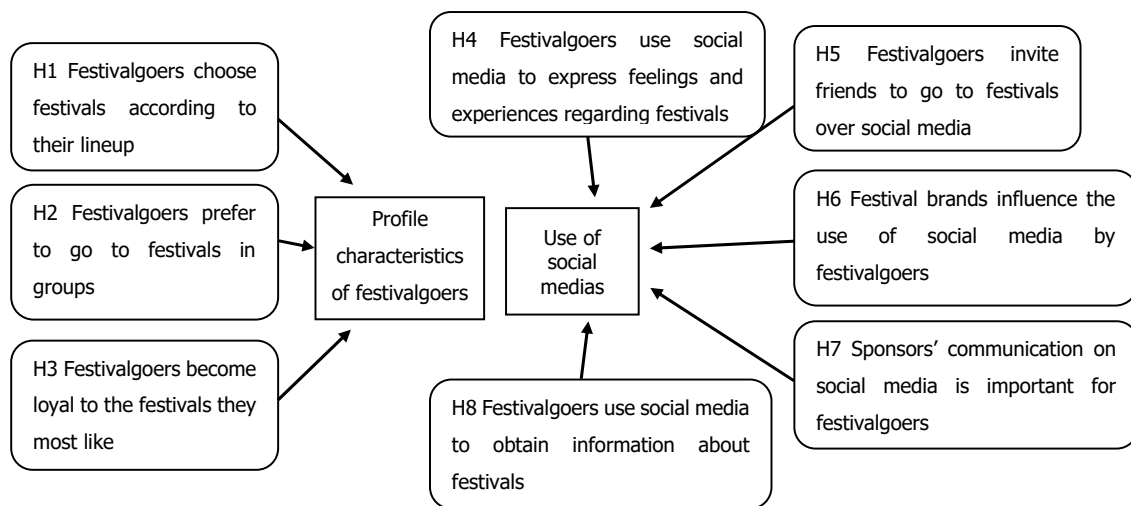 H1 Festivalgoers choose
festivals according to
their lineup
H2 Festivalgoers prefer
to go to festivals in
groups
H3 Festivalgoers become
loyal to the festivals they
most like
Profile
characteristics
of festivalgoers
H4 Festivalgoers use social
media to express feelings and
experiences regarding festivals
Use of
social
medias
H8 Festivalgoers use social media
to obtain information about
festivals
H5 Festivalgoers invite
friends to go to festivals
over social media
H6 Festival brands influence the
use of social media by
festivalgoers
H7 Sponsors’ communication on
social media is important for
festivalgoers